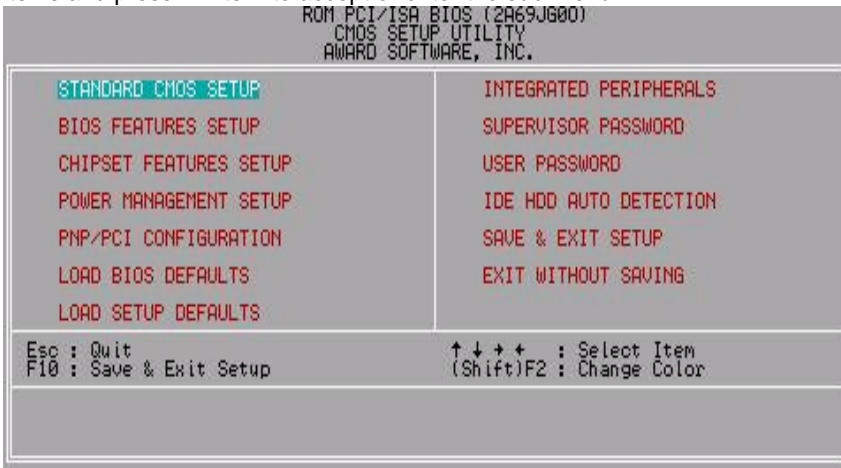 ROM PCI/ISA BIOS (2A69JG00)
CMOS SETUP UTILITY
AWARD SOFTWARE, INC.
STANDARD CMOS SETUP
BIOS FEATURES SETUP
CHIPSET FEATURES SETUP
POWER MANAGEMENT SETUP
PNP/PCI CONFIGURATION
LOAD BIOS DEFAULTS
LOAD SETUP DEFAULTS
INTEGRATED PERIPHERALS
SUPERVISOR PASSWORD
USER PASSWORD
IDE HDD AUTO DETECTION
SAVE & EXIT SETUP
EXIT WITHOUT SAVING
Esc : Quit
F10 : Save & Exit Setup
↑ ↓ → ← : Select Item
(Shift)F2 : Change Color